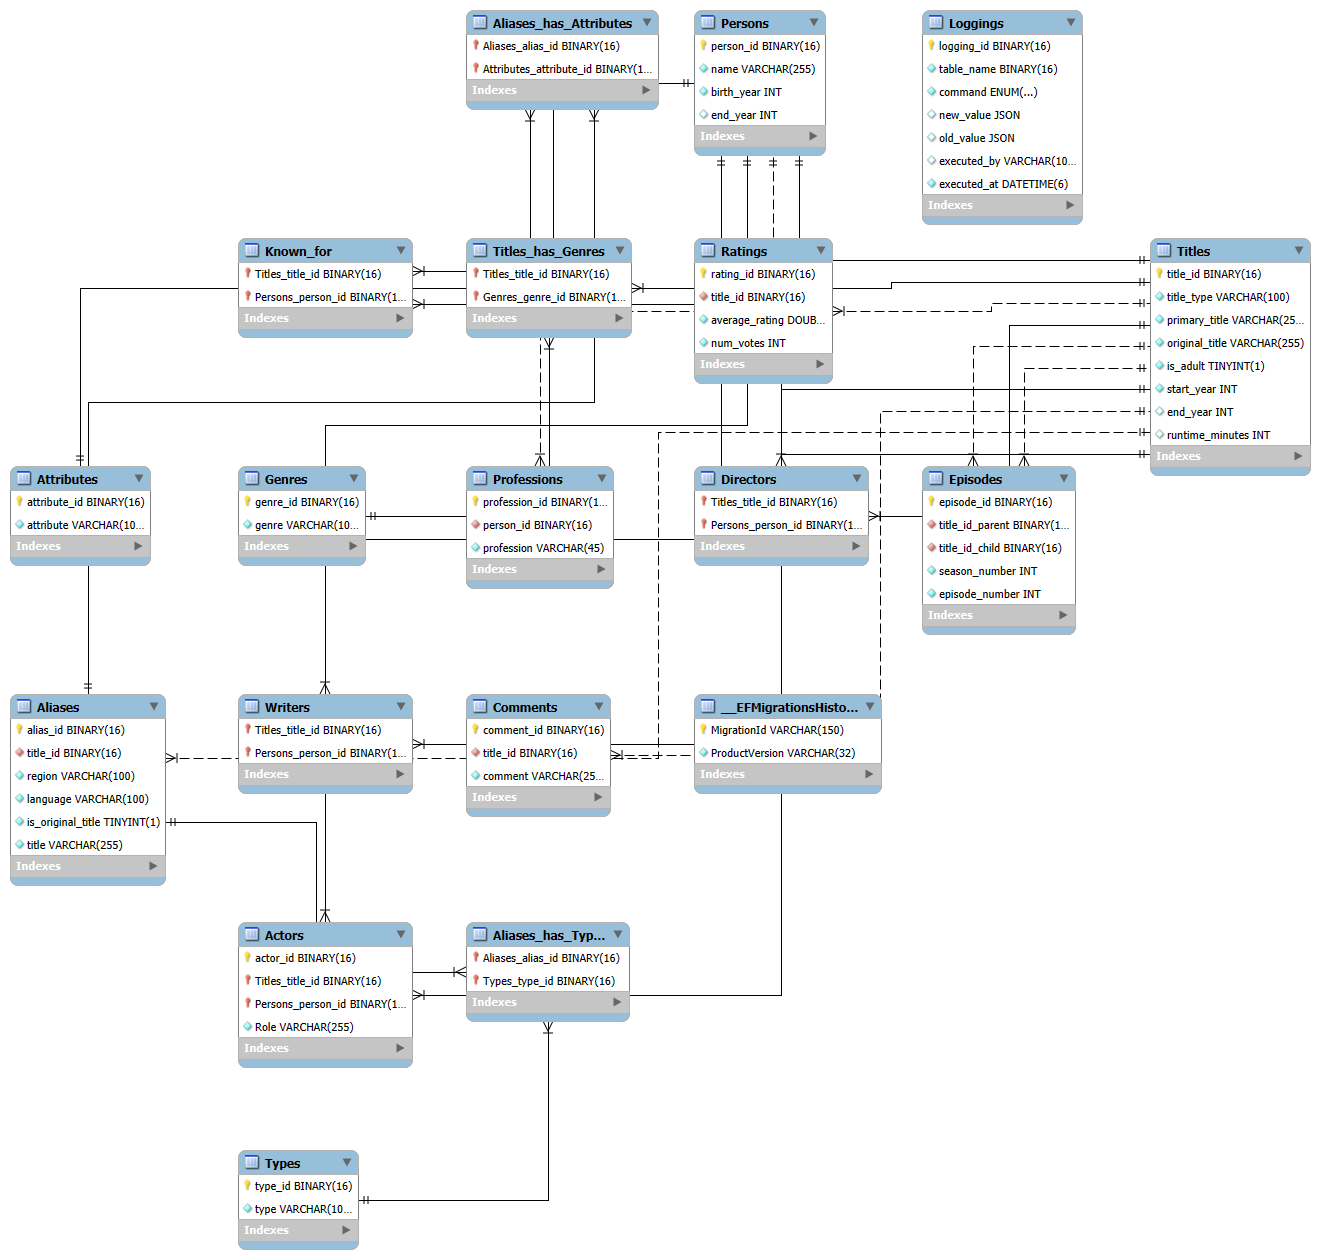 Aliases_has_Attributes
Aliases_alias_id BINARY(16)
Attributes_attribute_id BINARY(1...
Indexes
Persons
person_id BINARY(16)
name VARCHAR(255)
birth_year INT
end_year INT
Indexes
Loggings
logging_id BINARY(16)
table_name BINARY(16)
command ENUM(...)
new_value JSON
old_value JSON
executed_by VARCHAR(10...
executed_at DATETIME(6)
Indexes
Known_for
Titles_title_id BINARY(16)
Persons_person_id BINARY(1...
Indexes
Titles_has_Genres
Titles_title_id BINARY(16)
Genres_genre_id BINARY(1...
Indexes
Ratings
rating_id BINARY(16)
title_id BINARY(16)
average_rating DOUB...
num_votes INT
Indexes
Titles
title_id BINARY(16)
title_type VARCHAR(100)
primary_title VARCHAR(25...
original_title VARCHAR(255)
is_adult TINYINT(1)
start_year INT
end_year INT
runtime_minutes INT
Indexes
Attributes
attribute_id BINARY(16)
attribute VARCHAR(10...
Indexes
Genres
genre_id BINARY(16)
genre VARCHAR(10...
Indexes
Professions
profession_id BINARY(1...
person_id BINARY(16)
profession VARCHAR(45)
Indexes
Directors
Titles_title_id BINARY(16)
Persons_person_id BINARY(1...
Indexes
Episodes
episode_id BINARY(16)
title_id_parent BINARY(1...
title_id_child BINARY(16)
season_number INT
episode_number INT
Indexes
Aliases
alias_id BINARY(16)
title_id BINARY(16)
region VARCHAR(100)
language VARCHAR(100)
is_original_title TINYINT(1)
title VARCHAR(255)
Indexes
Writers
Titles_title_id BINARY(16)
Persons_person_id BINARY(1...
Indexes
Comments
comment_id BINARY(16)
title_id BINARY(16)
comment VARCHAR(25...
Indexes
__EFMigrationsHisto...
MigrationId VARCHAR(150)
ProductVersion VARCHAR(32)
Indexes
Actors
actor_id BINARY(16)
Titles_title_id BINARY(16)
Persons_person_id BINARY(1...
Role VARCHAR(255)
Indexes
Aliases_has_Typ...
Aliases_alias_id BINARY(16)
Types_type_id BINARY(16)
Indexes
Types
type_id BINARY(16)
type VARCHAR(10...
Indexes